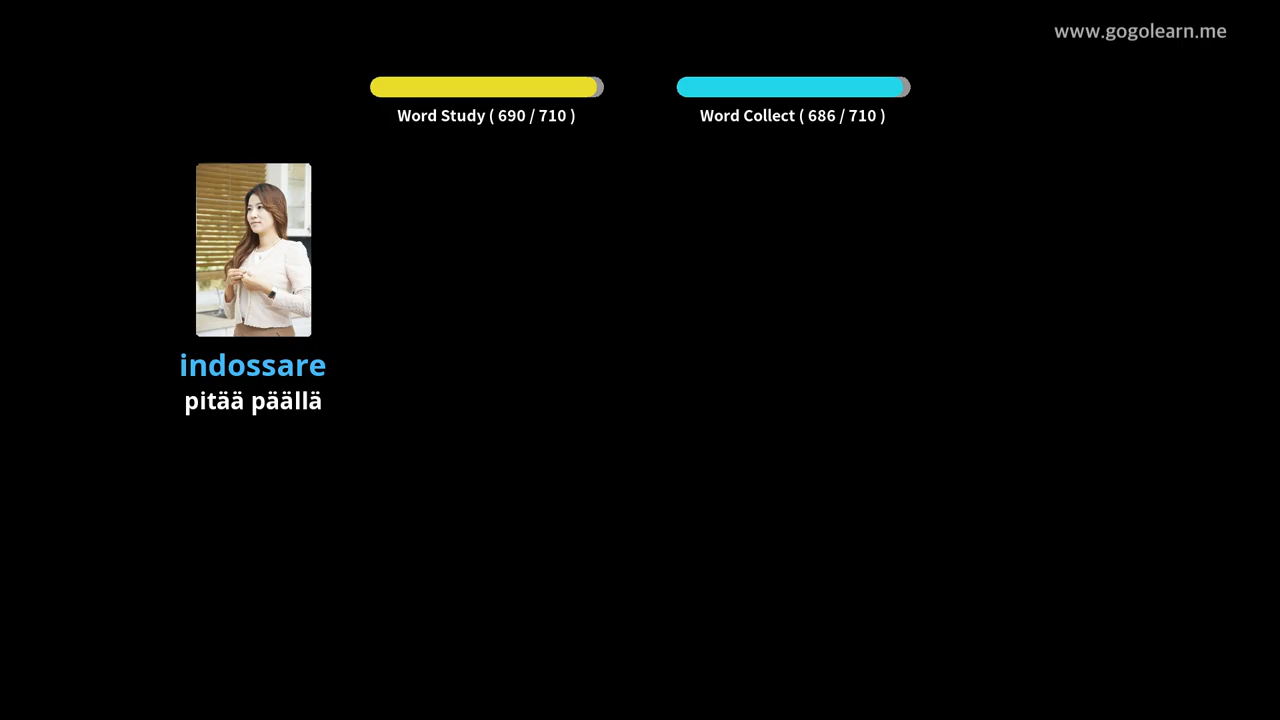 www.gogolearn.me
Word Study ( 690 / 710 )
Word Collect ( 686 / 710 )
indossare
pitää päällä